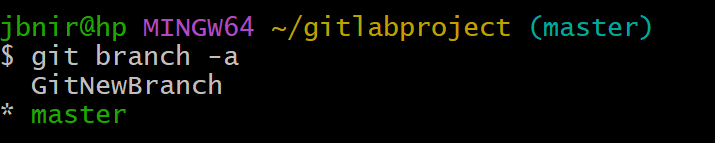 jbnir@hp MINGW64 ~/gitlabproject (master)
$ git branch -a
  GitNewBranch
* master